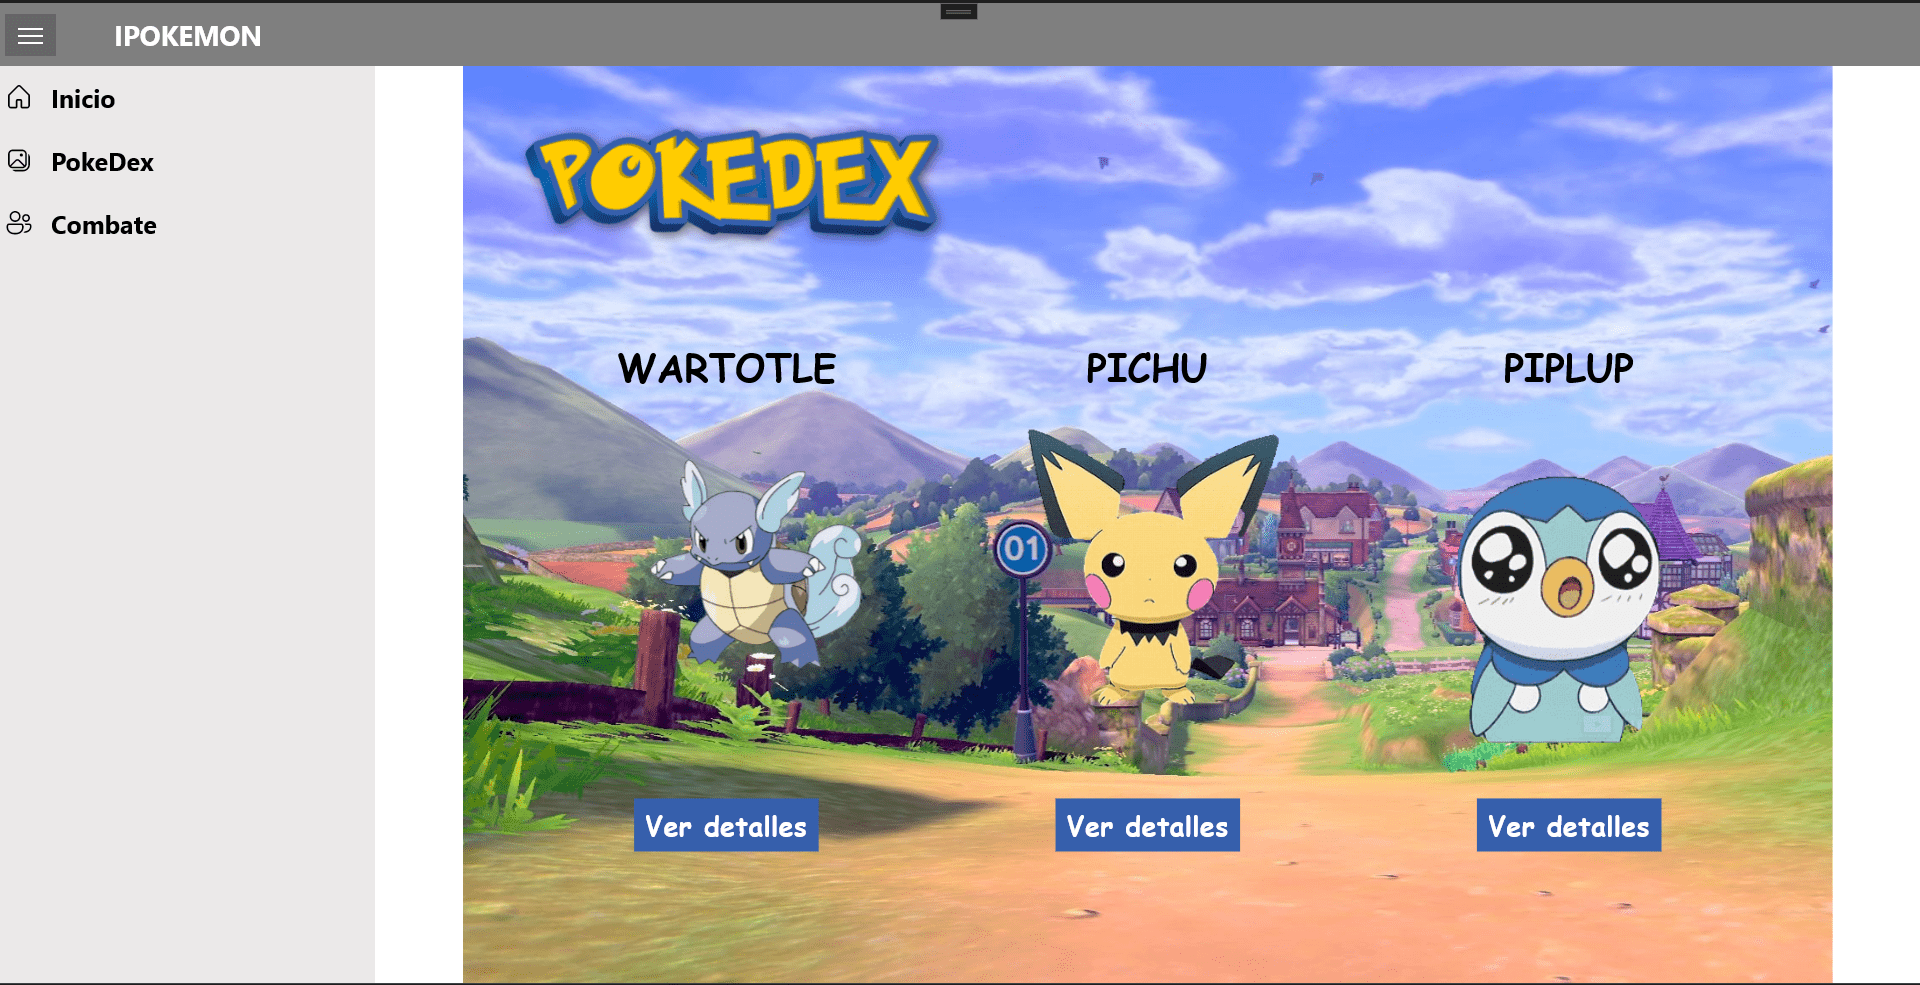 IPOKEMON
Inicio
PokeDex
Combate
POKEDEX
WARTOTLE
PICHU
PIPLUP
01
Ver detalles
Ver detalles
Ver detalles